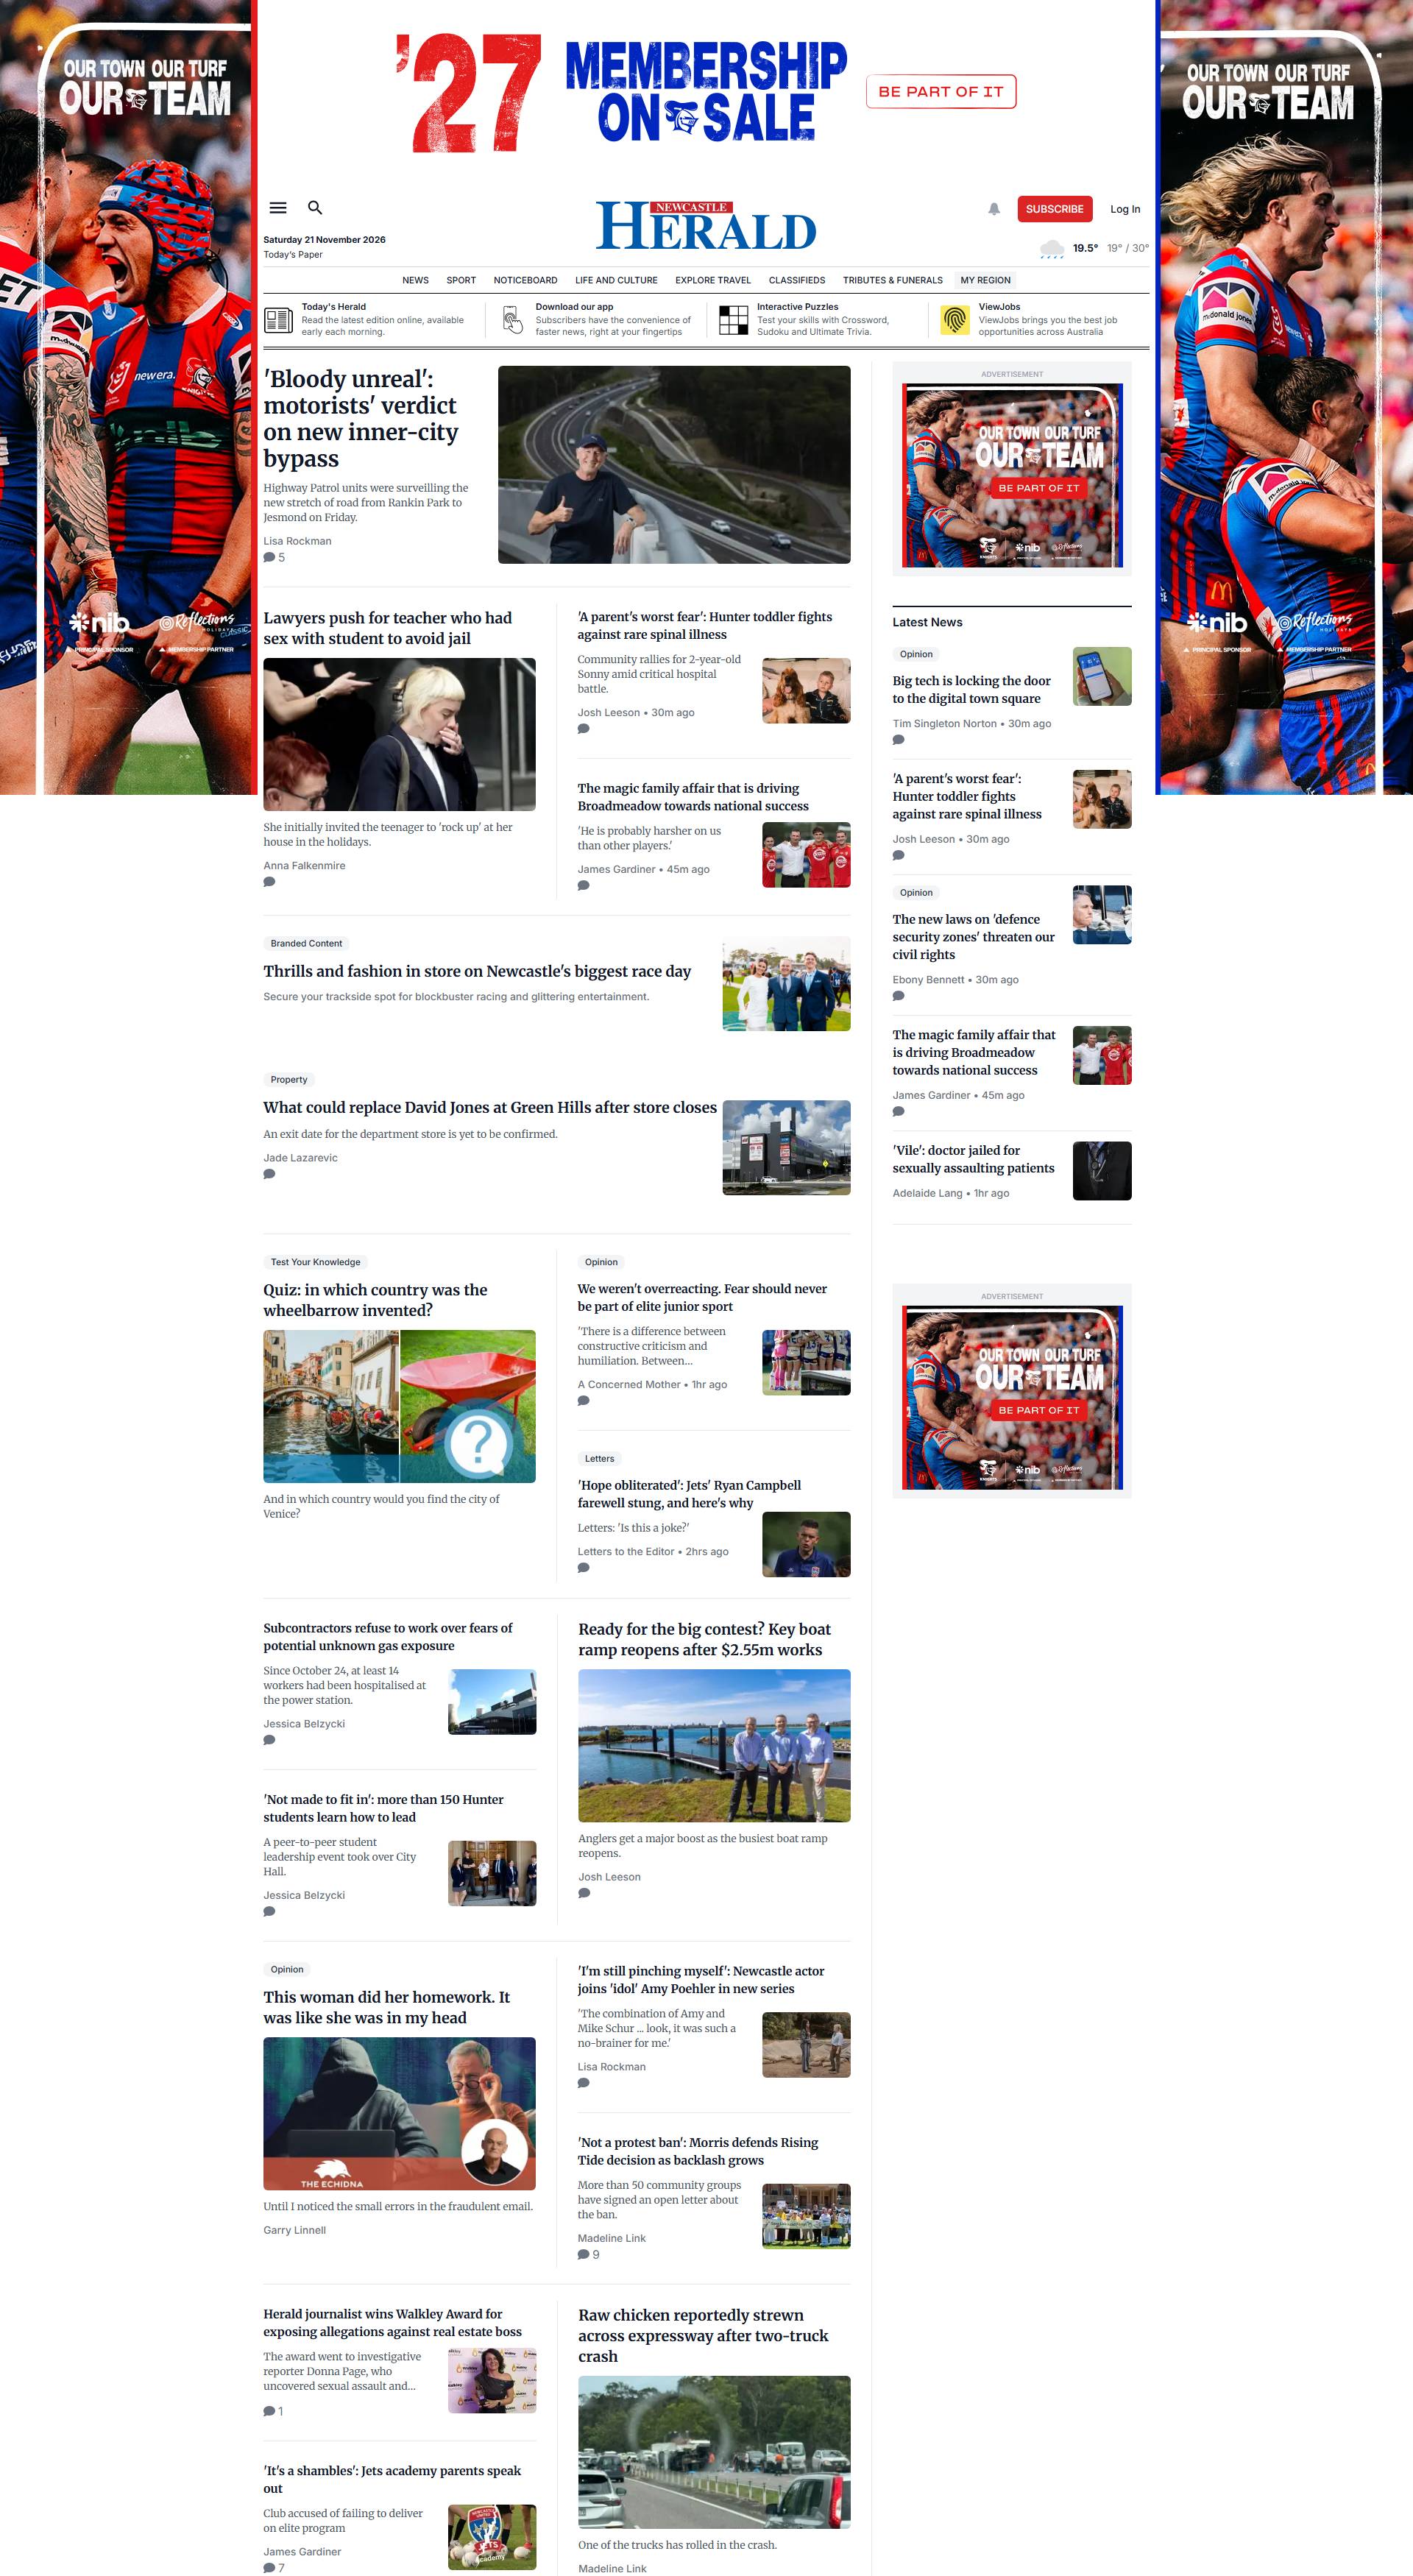 OUR TOWN OUR TURF
OUR TEAM
newera.
KNIGHTS
nib
PRINCIPAL SPONSOR
Reflections
HOLIDAYS
MEMBERSHIP PARTNER
'27
MEMBERSHIP
ON SALE
BE PART OF IT
OUR TOWN OUR TURF
OUR TEAM
mcdonald jones
nib
PRINCIPAL SPONSOR
Reflections
HOLIDAYS
MEMBERSHIP PARTNER
NEWCASTLE
HERALD
SUBSCRIBE
Log In
Saturday 21 November 2026
Today's Paper
19.5° 19° / 30°
NEWS SPORT NOTICEBOARD LIFE AND CULTURE EXPLORE TRAVEL CLASSIFIEDS TRIBUTES & FUNERALS MY REGION
Today's Herald
Read the latest edition online, available
early each morning.
Download our app
Subscribers have the convenience of
faster news, right at your fingertips
Interactive Puzzles
Test your skills with Crossword,
Sudoku and Ultimate Trivia.
ViewJobs
ViewJobs brings you the best job
opportunities across Australia
'Bloody unreal':
motorists' verdict
on new inner-city
bypass
Highway Patrol units were surveilling the
new stretch of road from Rankin Park to
Jesmond on Friday.
Lisa Rockman
5
Lawyers push for teacher who had
sex with student to avoid jail
She initially invited the teenager to 'rock up' at her
house in the holidays.
Anna Falkenmire
'A parent's worst fear': Hunter toddler fights
against rare spinal illness
Community rallies for 2-year-old
Sonny amid critical hospital
battle.
Josh Leeson • 30m ago
The magic family affair that is driving
Broadmeadow towards national success
'He is probably harsher on us
than other players.'
James Gardiner • 45m ago
Branded Content
Thrills and fashion in store on Newcastle's biggest race day
Secure your trackside spot for blockbuster racing and glittering entertainment.
Property
What could replace David Jones at Green Hills after store closes
An exit date for the department store is yet to be confirmed.
Jade Lazarevic
Test Your Knowledge
Quiz: in which country was the
wheelbarrow invented?
?
And in which country would you find the city of
Venice?
Opinion
We weren't overreacting. Fear should never
be part of elite junior sport
'There is a difference between
constructive criticism and
humiliation. Between...
A Concerned Mother • 1hr ago
Letters
'Hope obliterated': Jets' Ryan Campbell
farewell stung, and here's why
Letters: 'Is this a joke?'
Letters to the Editor • 2hrs ago
Subcontractors refuse to work over fears of
potential unknown gas exposure
Since October 24, at least 14
workers had been hospitalised at
the power station.
Jessica Belzycki
'Not made to fit in': more than 150 Hunter
students learn how to lead
A peer-to-peer student
leadership event took over City
Hall.
Jessica Belzycki
Ready for the big contest? Key boat
ramp reopens after $2.55m works
Anglers get a major boost as the busiest boat ramp
reopens.
Josh Leeson
Opinion
This woman did her homework. It
was like she was in my head
THE ECHIDNA
Until I noticed the small errors in the fraudulent email.
Garry Linnell
'I'm still pinching myself': Newcastle actor
joins 'idol' Amy Poehler in new series
'The combination of Amy and
Mike Schur ... look, it was such a
no-brainer for me.'
Lisa Rockman
'Not a protest ban': Morris defends Rising
Tide decision as backlash grows
More than 50 community groups
have signed an open letter about
the ban.
Madeline Link
9
Herald journalist wins Walkley Award for
exposing allegations against real estate boss
The award went to investigative
reporter Donna Page, who
uncovered sexual assault and...
1
'It's a shambles': Jets academy parents speak
out
Club accused of failing to deliver
on elite program
James Gardiner
7
JETS
academy
Raw chicken reportedly strewn
across expressway after two-truck
crash
One of the trucks has rolled in the crash.
Madeline Link
ADVERTISEMENT
OUR TOWN OUR TURF
OUR TEAM
BE PART OF IT
nib
Reflections
Latest News
Opinion
Big tech is locking the door
to the digital town square
Tim Singleton Norton • 30m ago
'A parent's worst fear':
Hunter toddler fights
against rare spinal illness
Josh Leeson • 30m ago
Opinion
The new laws on 'defence
security zones' threaten our
civil rights
Ebony Bennett • 30m ago
The magic family affair that
is driving Broadmeadow
towards national success
James Gardiner • 45m ago
'Vile': doctor jailed for
sexually assaulting patients
Adelaide Lang • 1hr ago
ADVERTISEMENT
OUR TOWN OUR TURF
OUR TEAM
BE PART OF IT
nib
Reflections